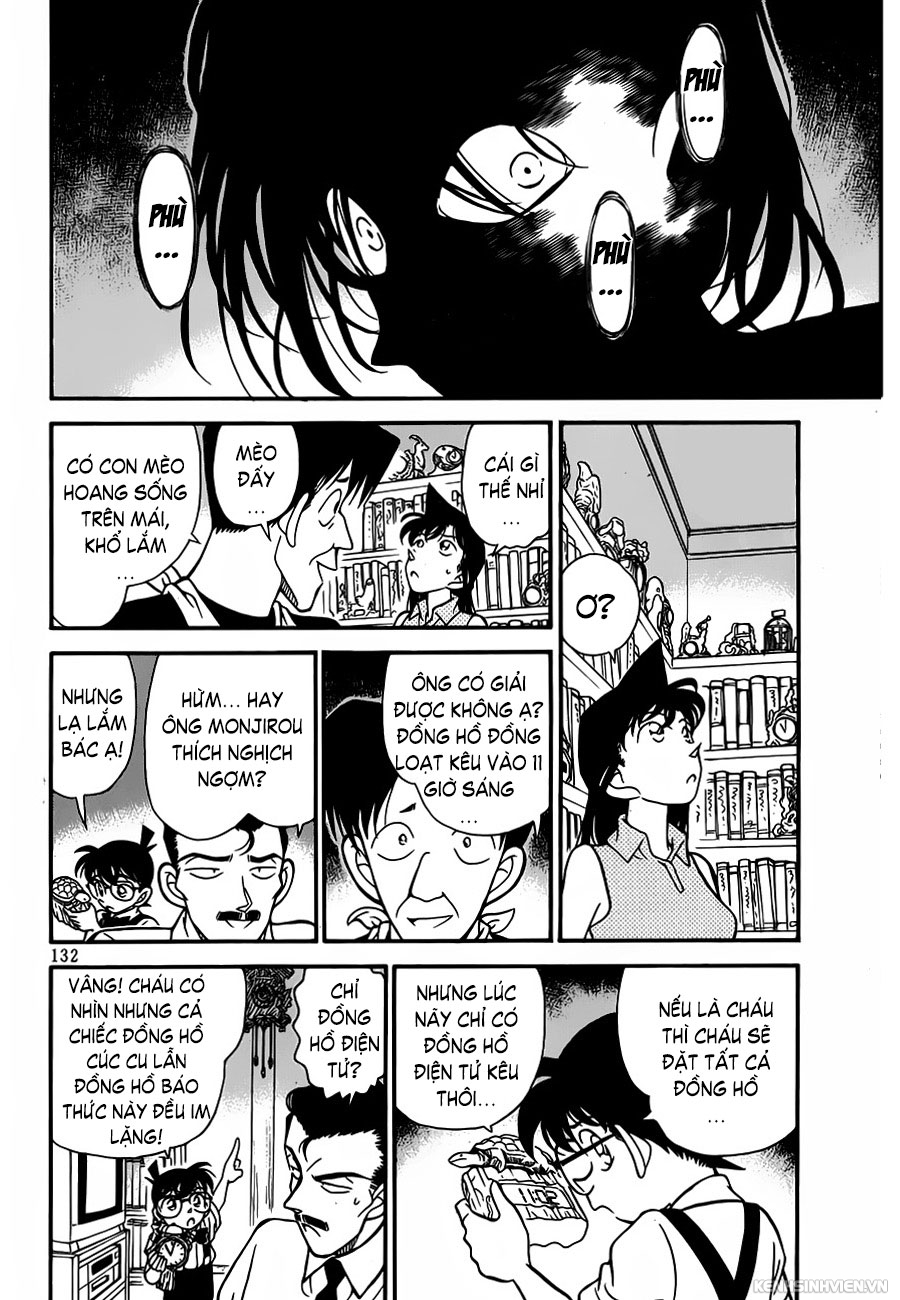 PHÙ
...
PHÙ
...
PHÙ
...
Ơ?
CÁI GÌ
THẾ NHỈ
...
MÈO
ĐẤY
...
CÓ CON MÈO
HOANG SỐNG
TRÊN MÁI,
KHỔ LẮM
...
ÔNG CÓ GIẢI
ĐƯỢC KHÔNG Ạ?
ĐỒNG HỒ ĐỒNG
LOẠT KÊU VÀO 11
GIỜ SÁNG
...
HỪM... HAY
ÔNG MONJIROU
THÍCH NGHỊCH
NGỢM?
NHƯNG
LẠ LẮM
BÁC Ạ!
132
NẾU LÀ CHÁU
THÌ CHÁU SẼ
ĐẶT TẤT CẢ
ĐỒNG HỒ
...
NHƯNG LÚC
NÀY CHỈ CÓ
ĐỒNG HỒ
ĐIỆN TỬ KÊU
THÔI...
11:02
CHỈ
ĐỒNG
HỒ ĐIỆN
TỬ?
VÂNG! CHÁU CÓ
NHÌN NHƯNG CẢ
CHIẾC ĐỒNG HỒ
CÚC CU LẪN
ĐỒNG HỒ BÁO
THỨC NÀY ĐỀU IM
LẶNG!
KENHSINHVIEN.VN